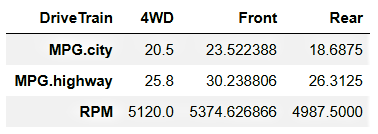 DriveTrain 4WD Front Rear
MPG.city 20.5 23.522388 18.6875
MPG.highway 25.8 30.238806 26.3125
RPM 5120.0 5374.626866 4987.5000